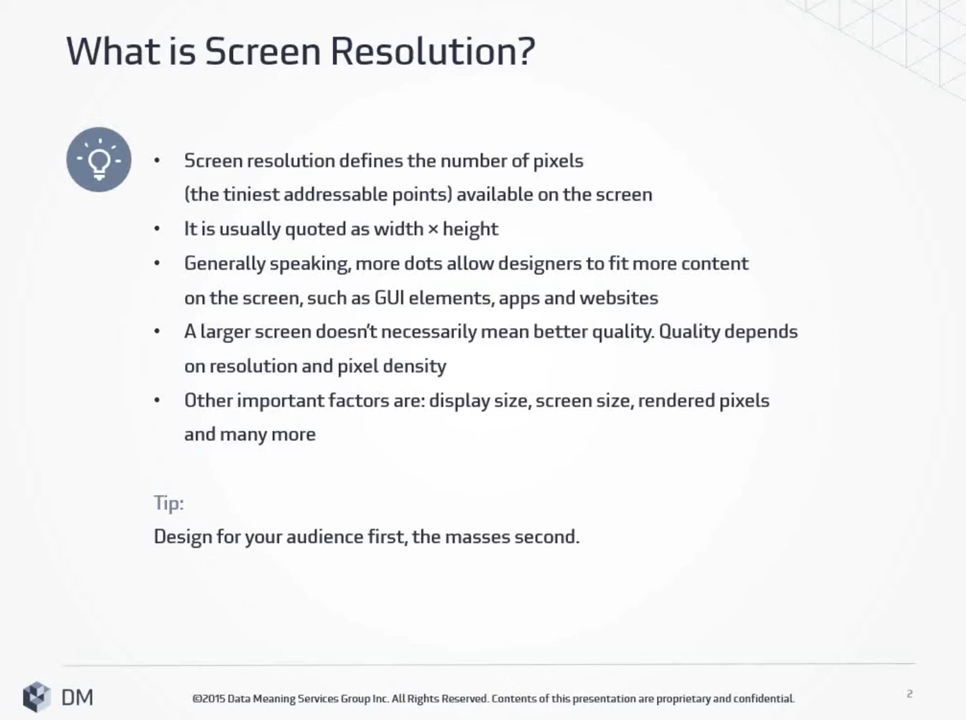 What is Screen Resolution?
• Screen resolution defines the number of pixels
(the tiniest addressable points) available on the screen
• It is usually quoted as width × height
• Generally speaking, more dots allow designers to fit more content
on the screen, such as GUI elements, apps and websites
• A larger screen doesn't necessarily mean better quality. Quality depends
on resolution and pixel density
• Other important factors are: display size, screen size, rendered pixels
and many more
Tip:
Design for your audience first, the masses second.
DM
©2015 Data Meaning Services Group Inc. All Rights Reserved. Contents of this presentation are proprietary and confidential.
2